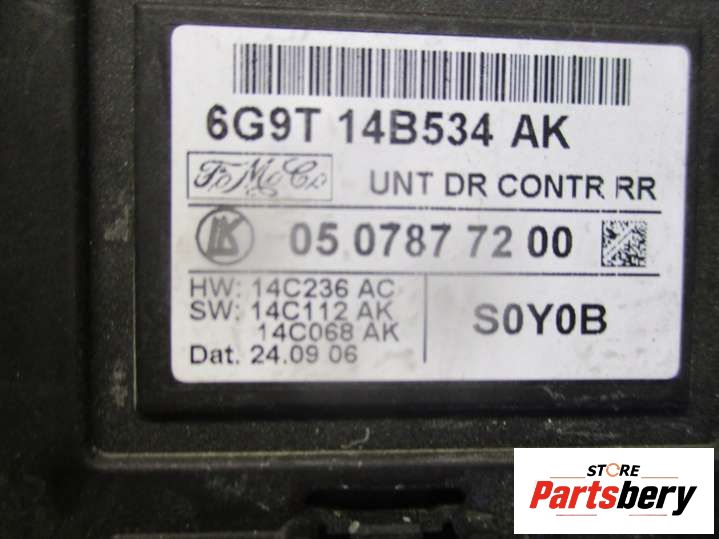 6G9T 14B534 AK
FoMoCo UNT DR CONTR RR
LK 05 0787 72 00
HW: 14C236 AC
SW: 14C112 AK
14C068 AK
Dat. 24.09 06
S0Y0B
STORE
Partsbery